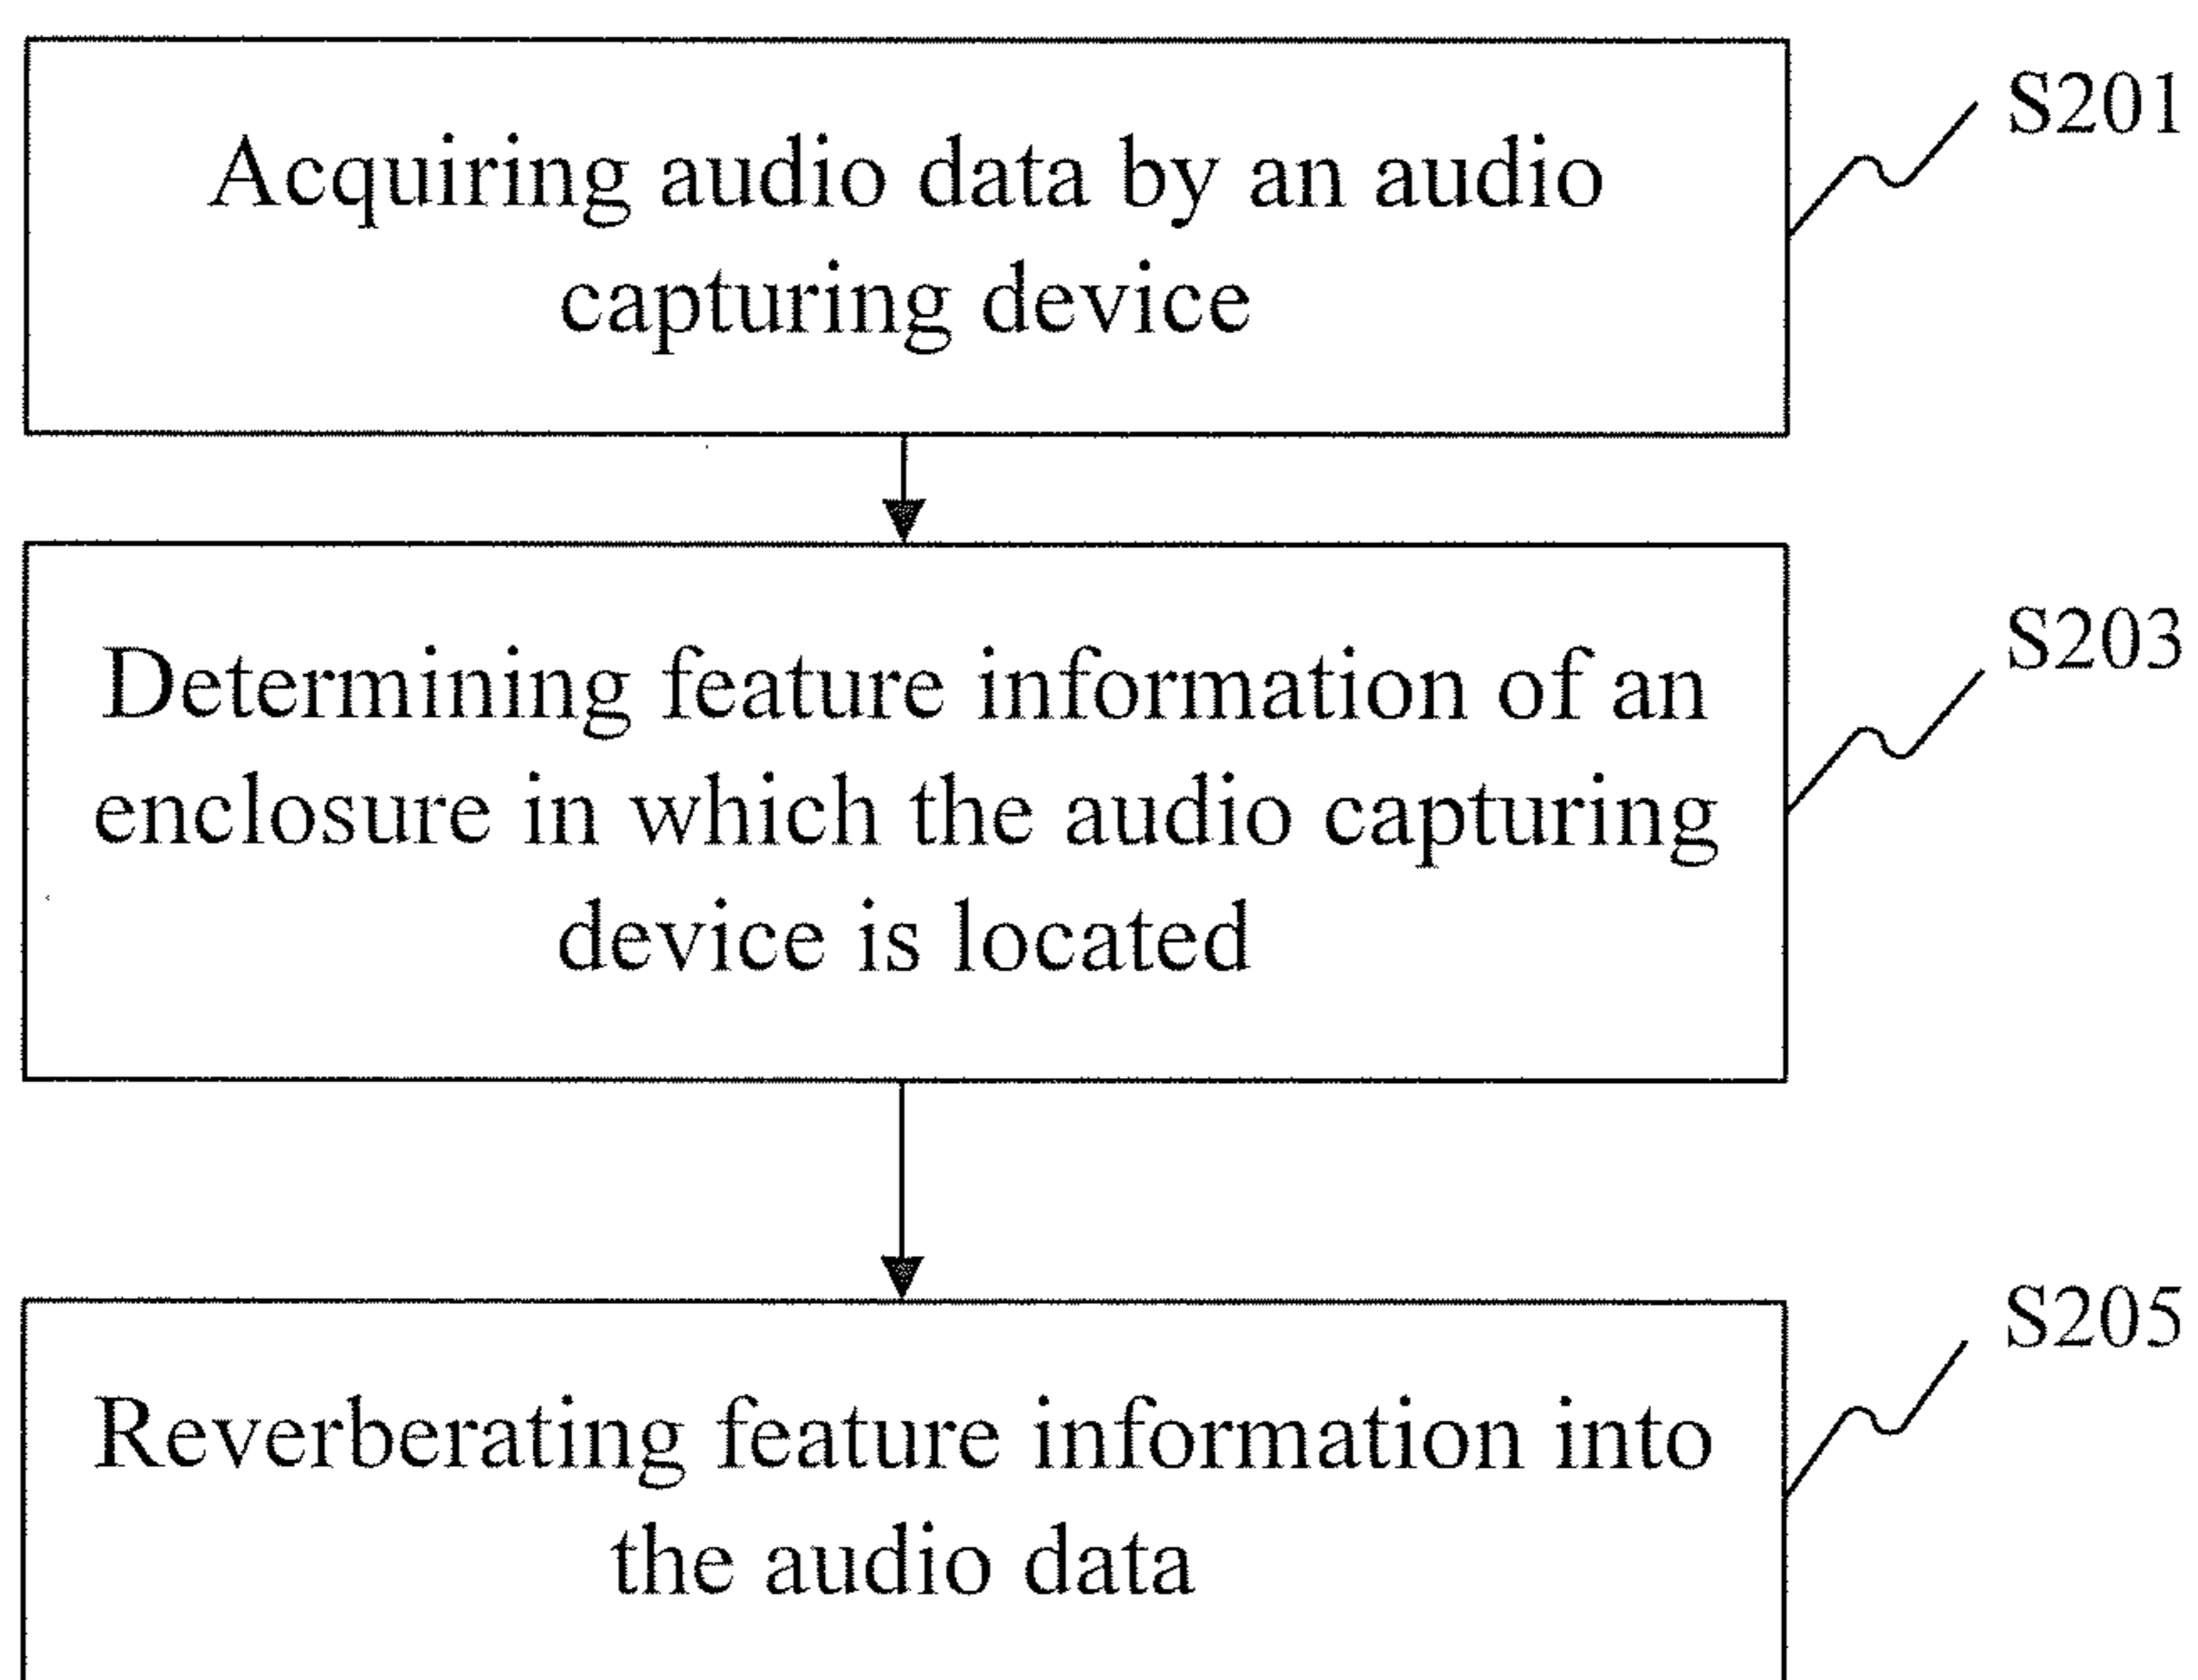 Acquiring audio data by an audio
capturing device
S201
Determining feature information of an
enclosure in which the audio capturing
device is located
S203
Reverberating feature information into
the audio data
S205